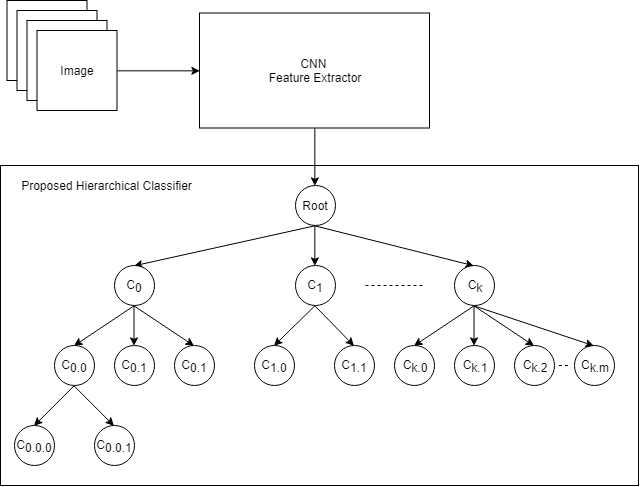 Image
CNN
Feature Extractor
Proposed Hierarchical Classifier
Root
C0
C1
Ck
C0.0
C0.1
C0.1
C1.0
C1.1
Ck.0
Ck.1
Ck.2
Ck.m
C0.0.0
C0.0.1